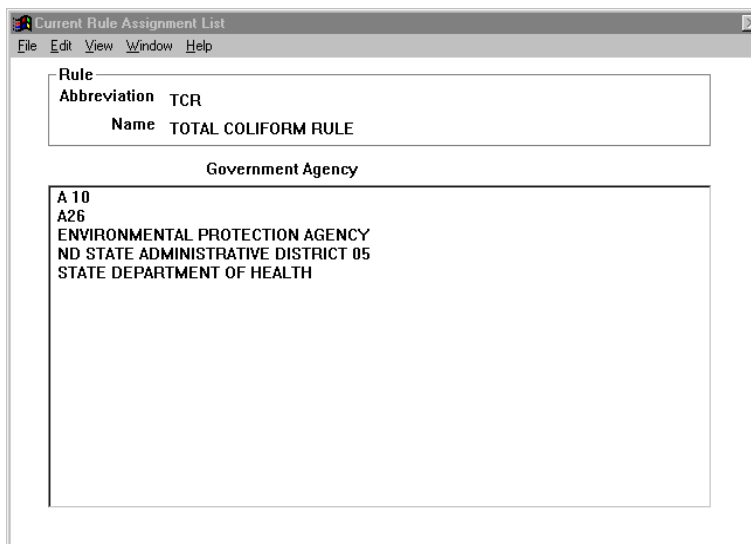 Current Rule Assignment List
File Edit View Window Help
Rule
Abbreviation TCR
Name TOTAL COLIFORM RULE
Government Agency
A 10
A26
ENVIRONMENTAL PROTECTION AGENCY
ND STATE ADMINISTRATIVE DISTRICT 05
STATE DEPARTMENT OF HEALTH